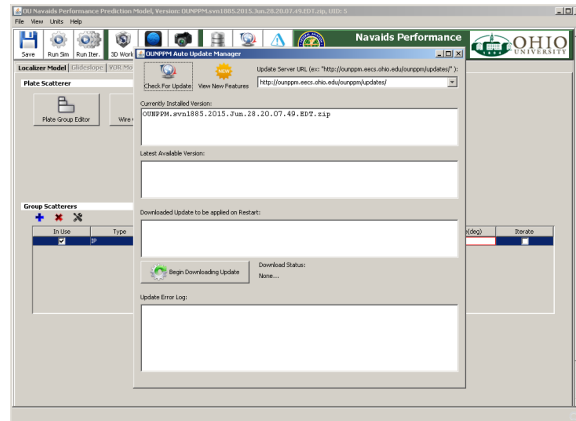 OU Navaids Performance Prediction Model, Version: OUNPPM.svn1885.2015.Jun.28.20.07.49.EDT.zip, UID: 5
File View Units Help
Save Run Sim Run Iter. 3D Work
Navaids Performance
OHIO
UNIVERSITY
Localizer Model Glideslope VOR Mo
OUNPPM Auto Update Manager
Check For Update View New Features
Update Server URL (ex: "http://ounppm.eecs.ohio.edu/ounppm/updates/" ):
http://ounppm.eecs.ohio.edu/ounppm/updates/
Plate Scatterer
Plate Group Editor Wire
Currently Installed Version:
OUNPPM.svn1885.2015.Jun.28.20.07.49.EDT.zip
Latest Available Version:
Group Scatterers
Downloaded Update to be applied on Restart:
In Use Type (deg) Iterate
IP
Begin Downloading Update
Download Status:
None...
Update Error Log: